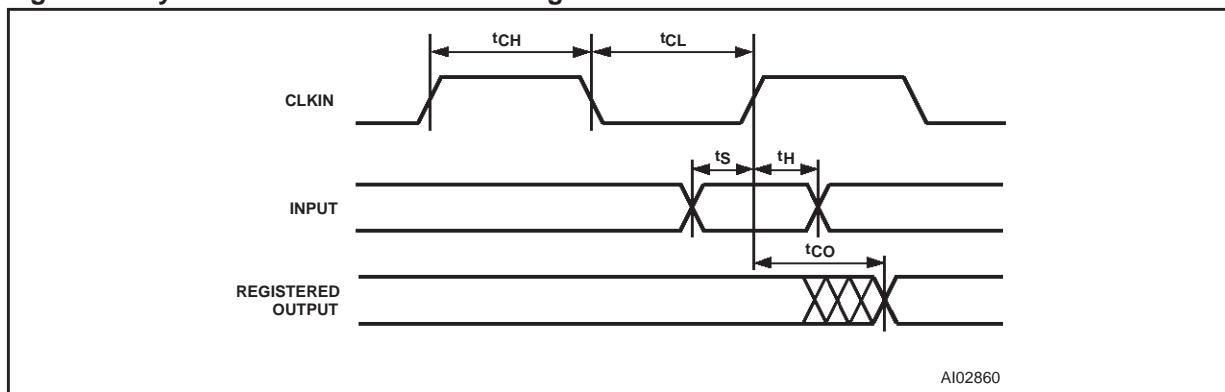 tCH
tCL
CLKIN
tS
tH
INPUT
tCO
REGISTERED
OUTPUT
AI02860